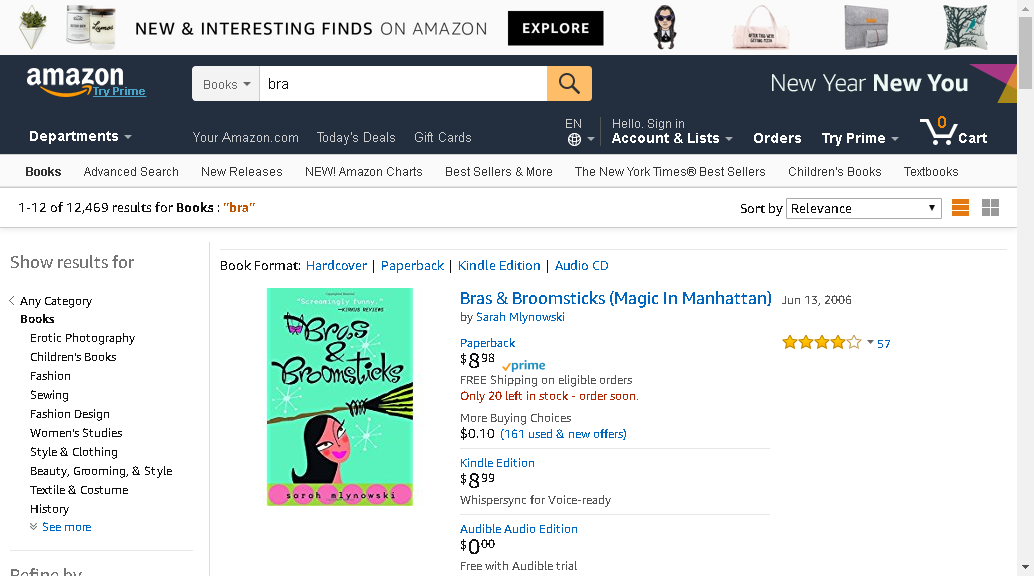 NEW & INTERESTING FINDS ON AMAZON EXPLORE
amazon
Try Prime
Books bra
New Year New You
Departments
Your Amazon.com Today's Deals Gift Cards
EN
Hello. Sign in
Account & Lists Orders Try Prime 0 Cart
Books Advanced Search New Releases NEW! Amazon Charts Best Sellers & More The New York Times® Best Sellers Children's Books Textbooks
1-12 of 12,469 results for Books : "bra"
Sort by Relevance
Show results for
Any Category
Books
Erotic Photography
Children's Books
Fashion
Sewing
Fashion Design
Women's Studies
Style & Clothing
Beauty, Grooming, & Style
Textile & Costume
History
See more
Refine by
Book Format: Hardcover | Paperback | Kindle Edition | Audio CD
"Screamingly funny."
—KIRKUS REVIEWS
Bras
&
Broomsticks
sarah mlynowski
Bras & Broomsticks (Magic In Manhattan) Jun 13, 2006
by Sarah Mlynowski
Paperback
$8.98 prime
FREE Shipping on eligible orders
Only 20 left in stock - order soon.
More Buying Choices
$0.10 (161 used & new offers)
57
Kindle Edition
$8.99
Whispersync for Voice-ready
Audible Audio Edition
$0.00
Free with Audible trial